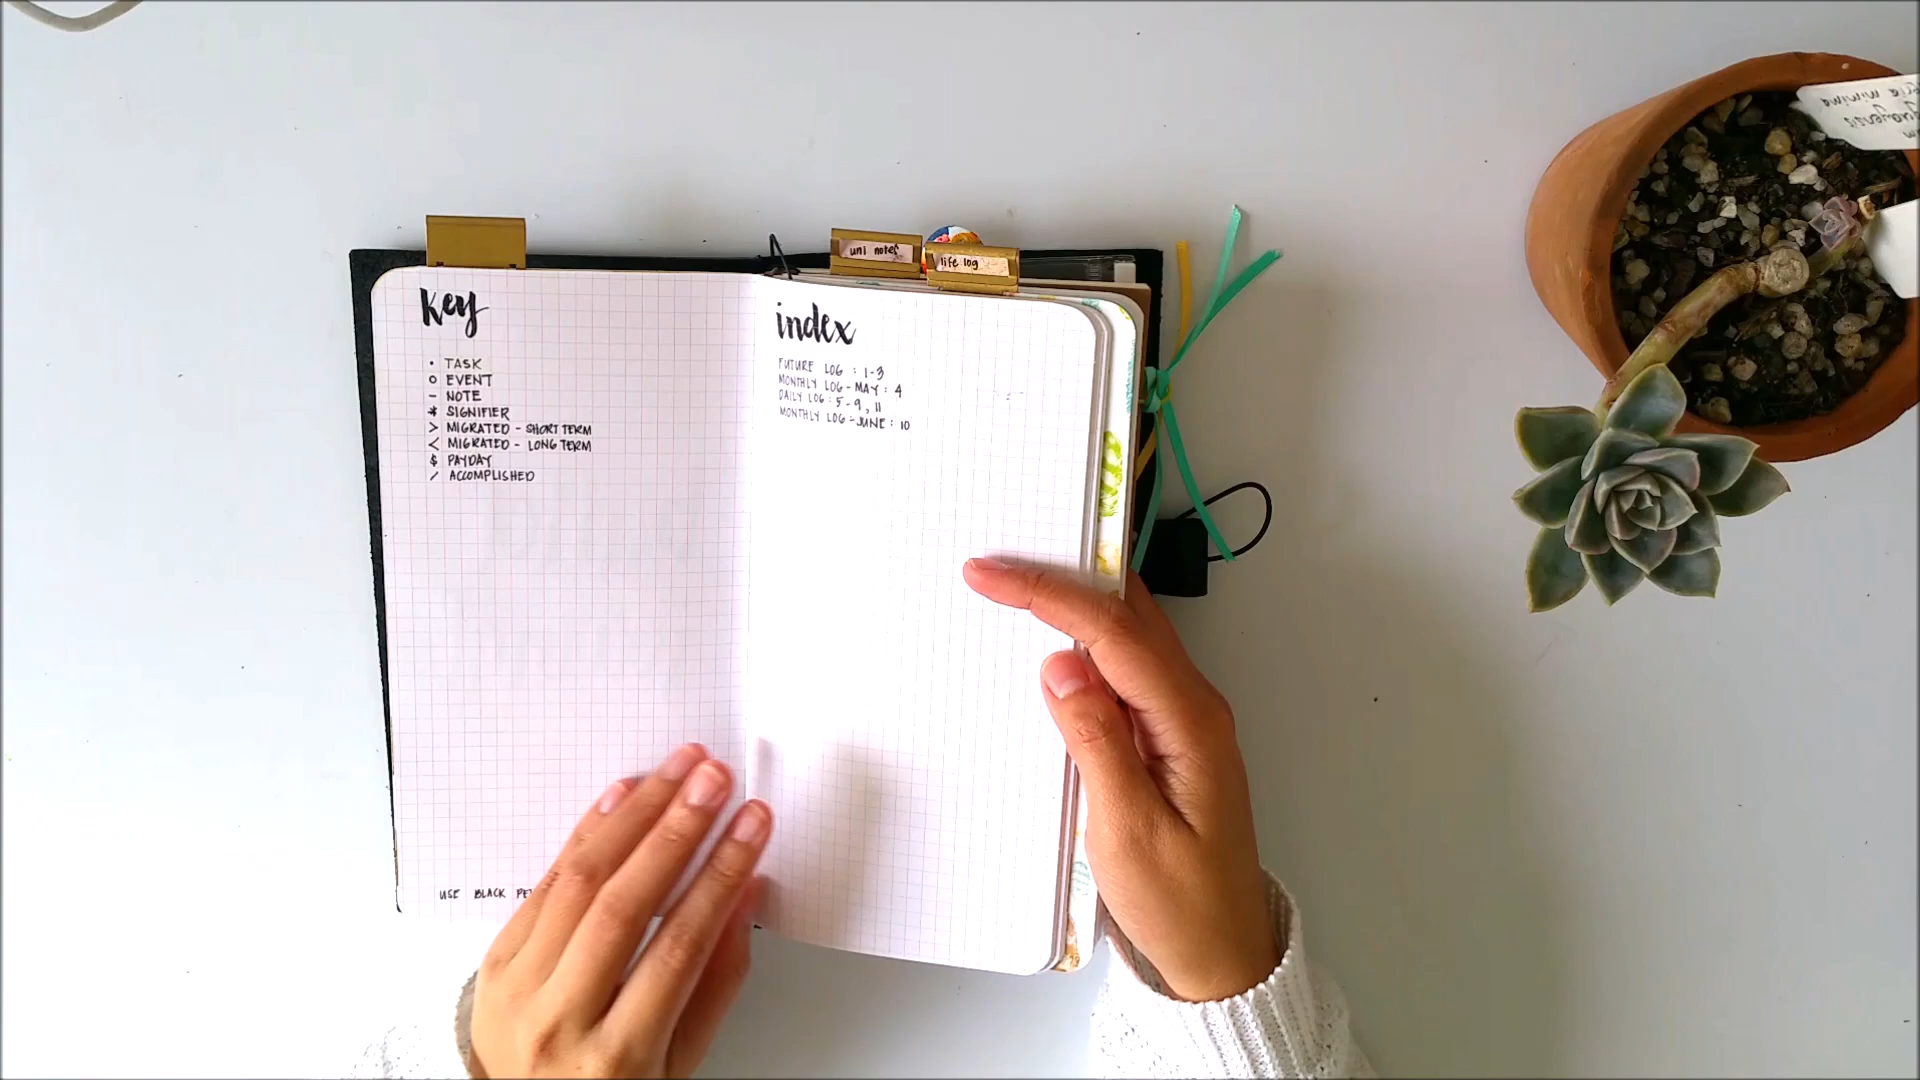 uni notes
life log
key
• TASK
o EVENT
- NOTE
* SIGNIFIER
> MIGRATED - SHORT TERM
< MIGRATED - LONG TERM
$ PAYDAY
/ ACCOMPLISHED
USE BLACK
index
FUTURE LOG : 1-3
MONTHLY LOG - MAY : 4
DAILY LOG : 5-9, 11
MONTHLY LOG - JUNE : 10
minima